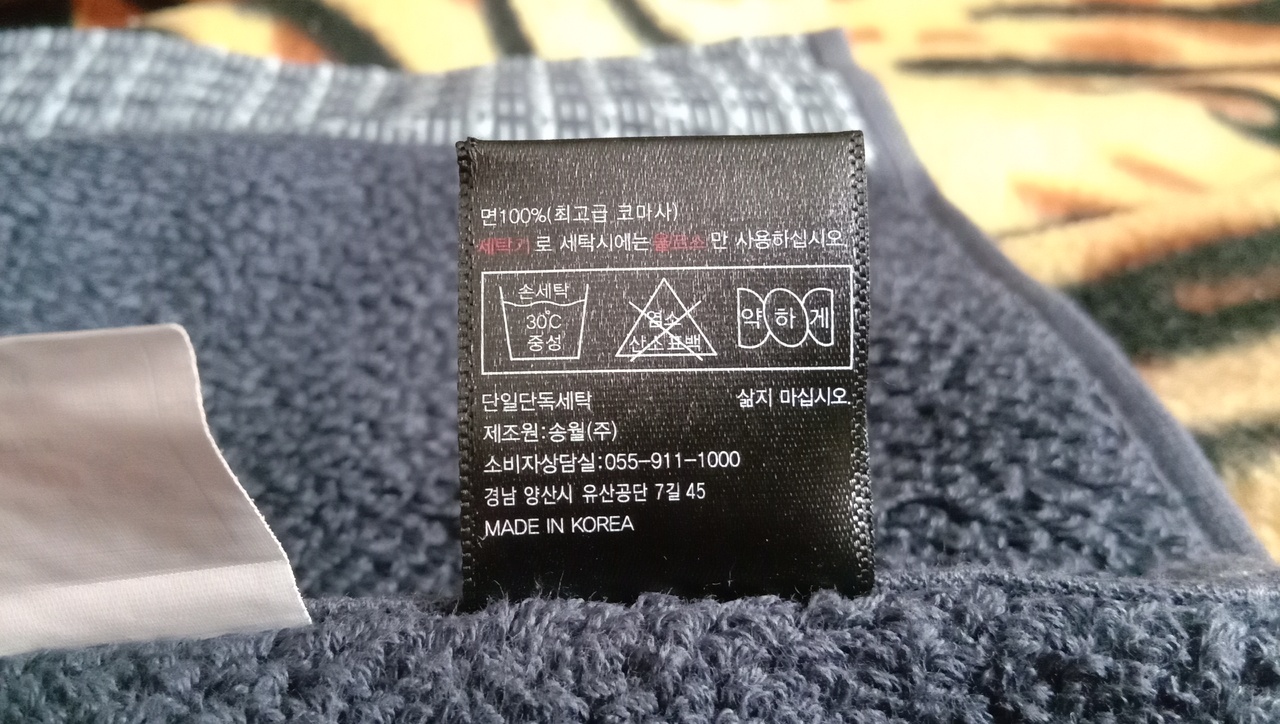 면100%(최고급 코마사)
세탁기로 세탁시에는 울코스만 사용하십시오.
손세탁
30℃
중성
염소
산소표백
약하게
단일단독세탁 삶지 마십시오.
제조원:송월(주)
소비자상담실:055-911-1000
경남 양산시 유산공단 7길 45
MADE IN KOREA